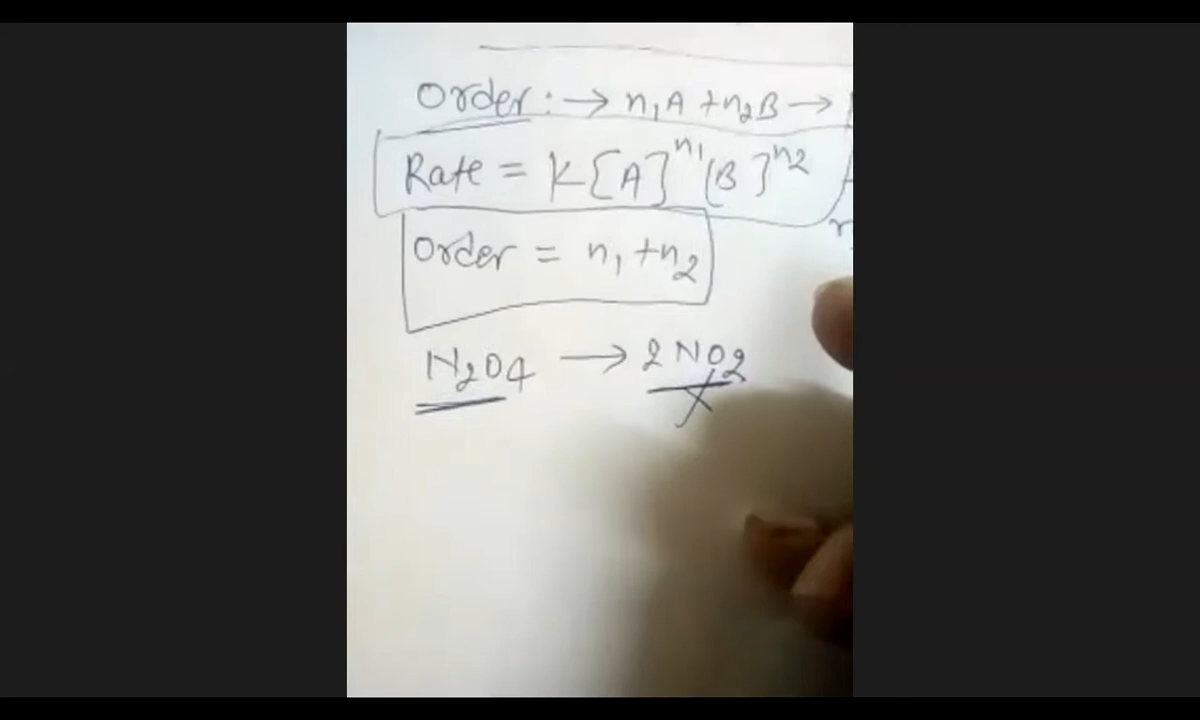 Order : → n₁A + n₂B →
Rate = K[A]ⁿ¹[B]ⁿ²
Order = n₁ + n₂
N₂O₄ → 2NO₂